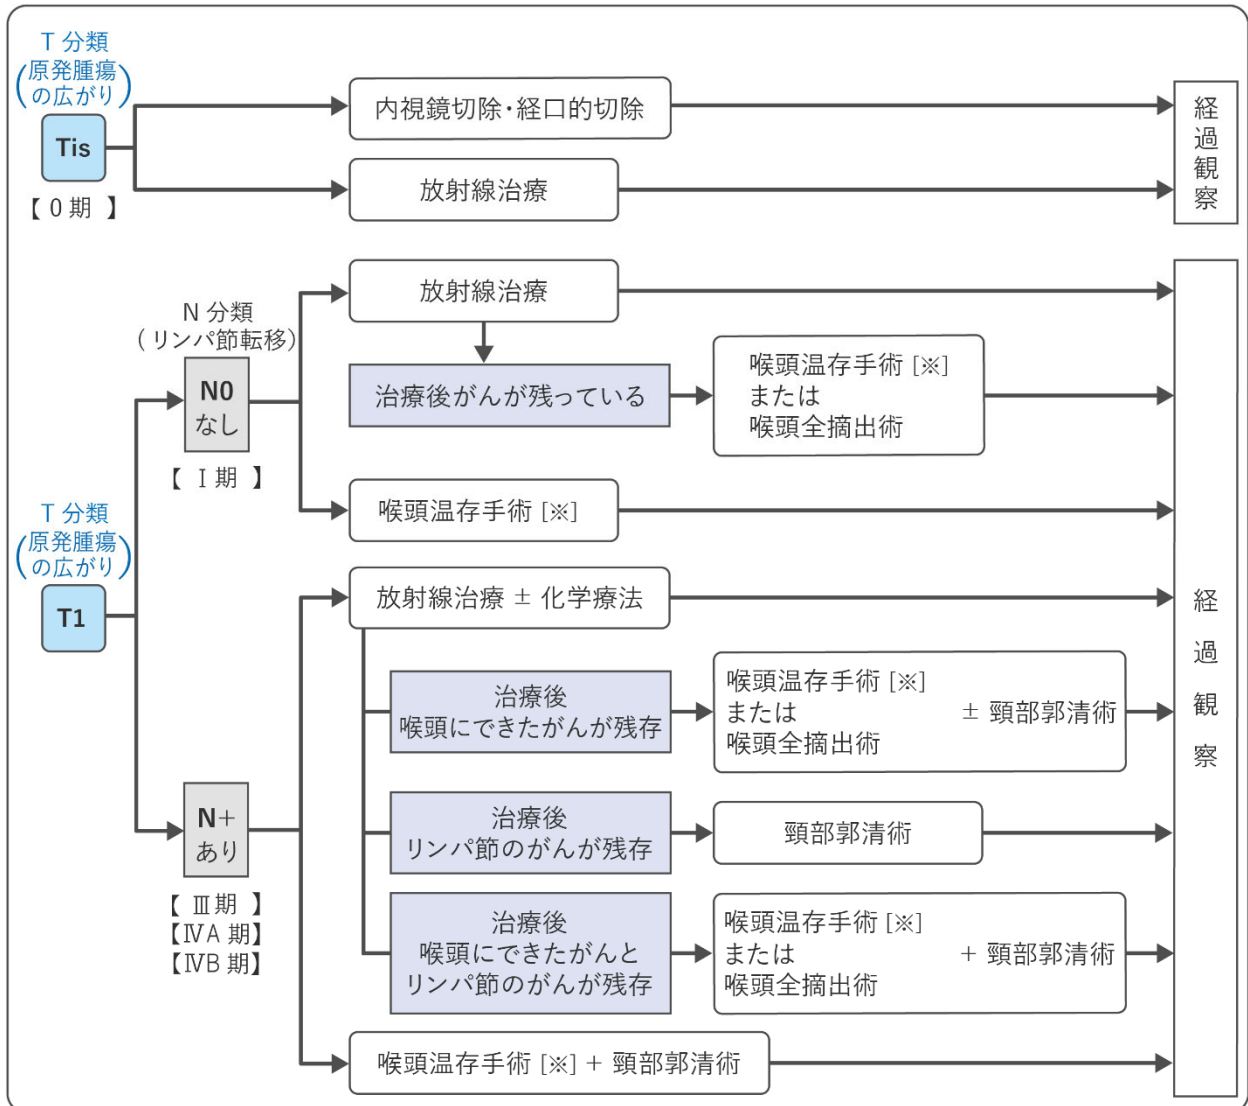 T 分類
(原発腫瘍
の広がり)
Tis
【 0 期 】
内視鏡切除・経口的切除
放射線治療
経過観察
T 分類
(原発腫瘍
の広がり)
T1
N 分類
( リンパ節転移)
N0
なし
【 Ⅰ 期 】
放射線治療
治療後がんが残っている
喉頭温存手術 [※]
または
喉頭全摘出術
喉頭温存手術 [※]
N+
あり
【 Ⅲ 期 】
【ⅣA 期】
【ⅣB 期】
放射線治療 ± 化学療法
治療後
喉頭にできたがんが残存
喉頭温存手術 [※]
または ± 頸部郭清術
喉頭全摘出術
治療後
リンパ節のがんが残存
頸部郭清術
治療後
喉頭にできたがんと
リンパ節のがんが残存
喉頭温存手術 [※]
または + 頸部郭清術
喉頭全摘出術
喉頭温存手術 [※] + 頸部郭清術
経過観察